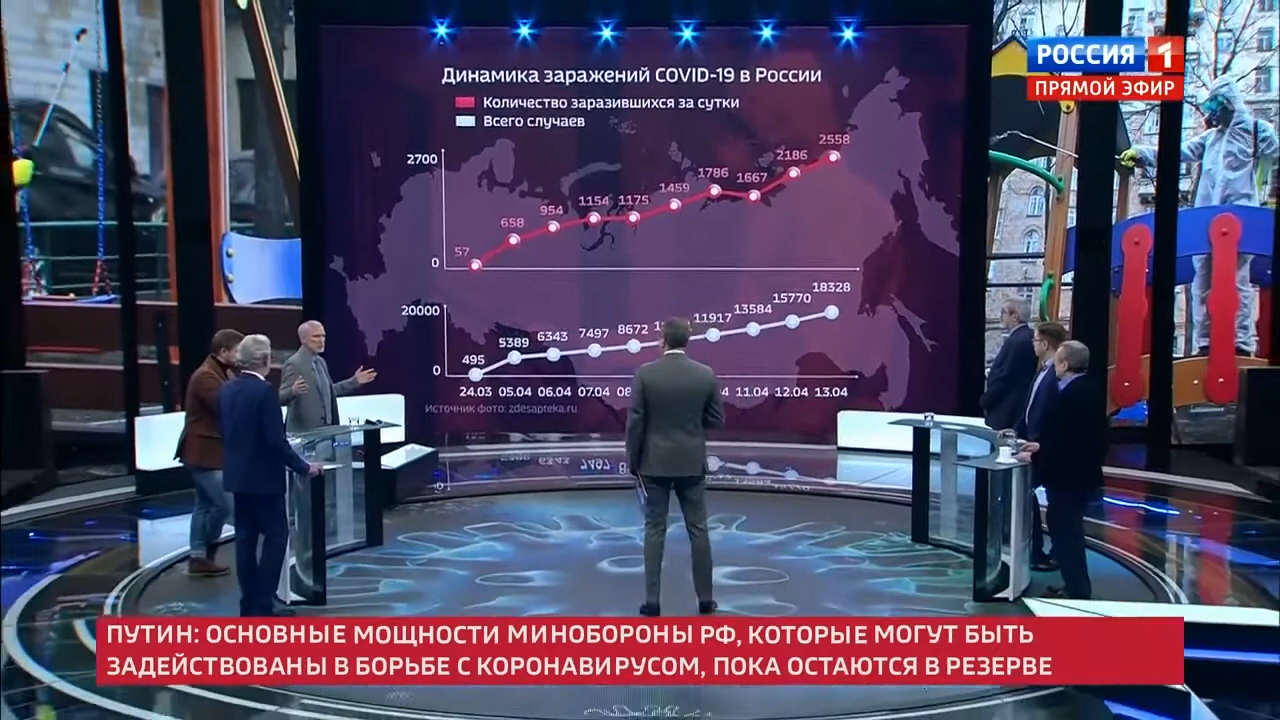 РОССИЯ 1
ПРЯМОЙ ЭФИР
Динамика заражений COVID-19 в России
Количество заразившихся за сутки
Всего случаев
2700
57 658 954 1154 1175 1459 1786 1667 2186 2558
0
20000
495 5389 6343 7497 8672 11917 13584 15770 18328
0
24.03 05.04 06.04 07.04 11.04 12.04 13.04
Источник фото: zdesapteka.ru
ПУТИН: ОСНОВНЫЕ МОЩНОСТИ МИНОБОРОНЫ РФ, КОТОРЫЕ МОГУТ БЫТЬ
ЗАДЕЙСТВОВАНЫ В БОРЬБЕ С КОРОНАВИРУСОМ, ПОКА ОСТАЮТСЯ В РЕЗЕРВЕ